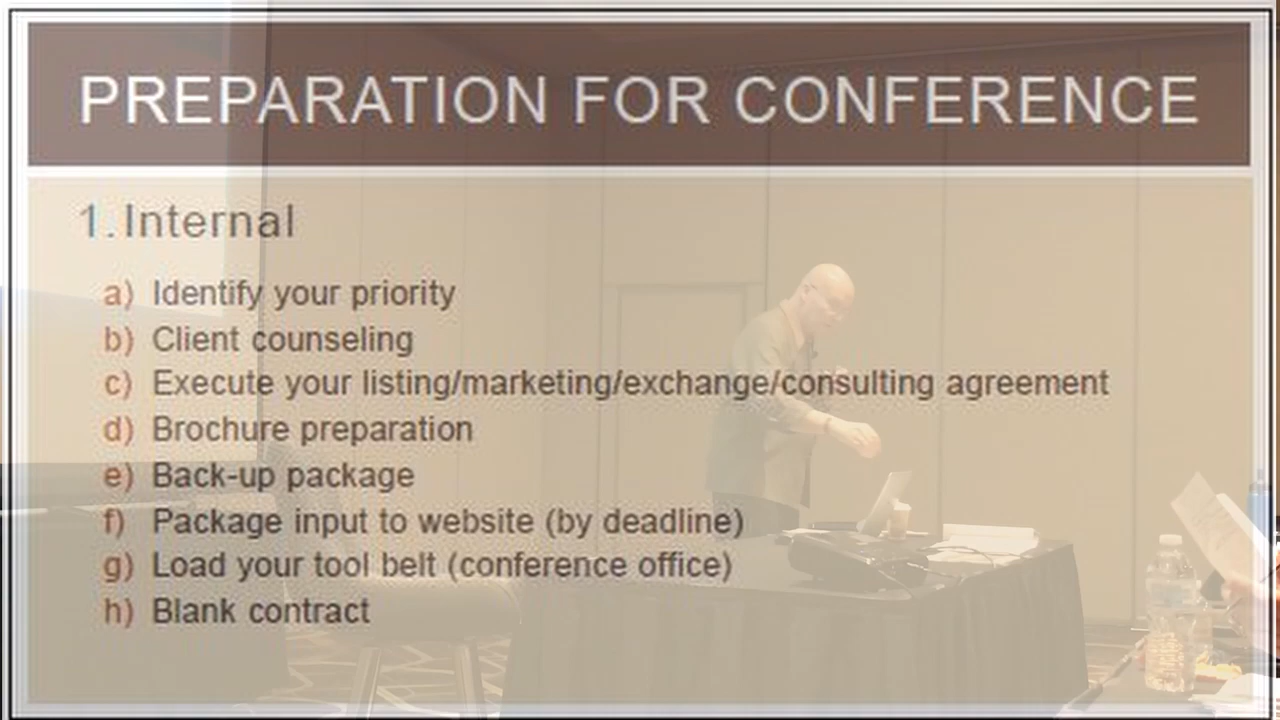 PREPARATION FOR CONFERENCE
1. Internal
a) Identify your priority
b) Client counseling
c) Execute your listing/marketing/exchange/consulting agreement
d) Brochure preparation
e) Back-up package
f) Package input to website (by deadline)
g) Load your tool belt (conference office)
h) Blank contract